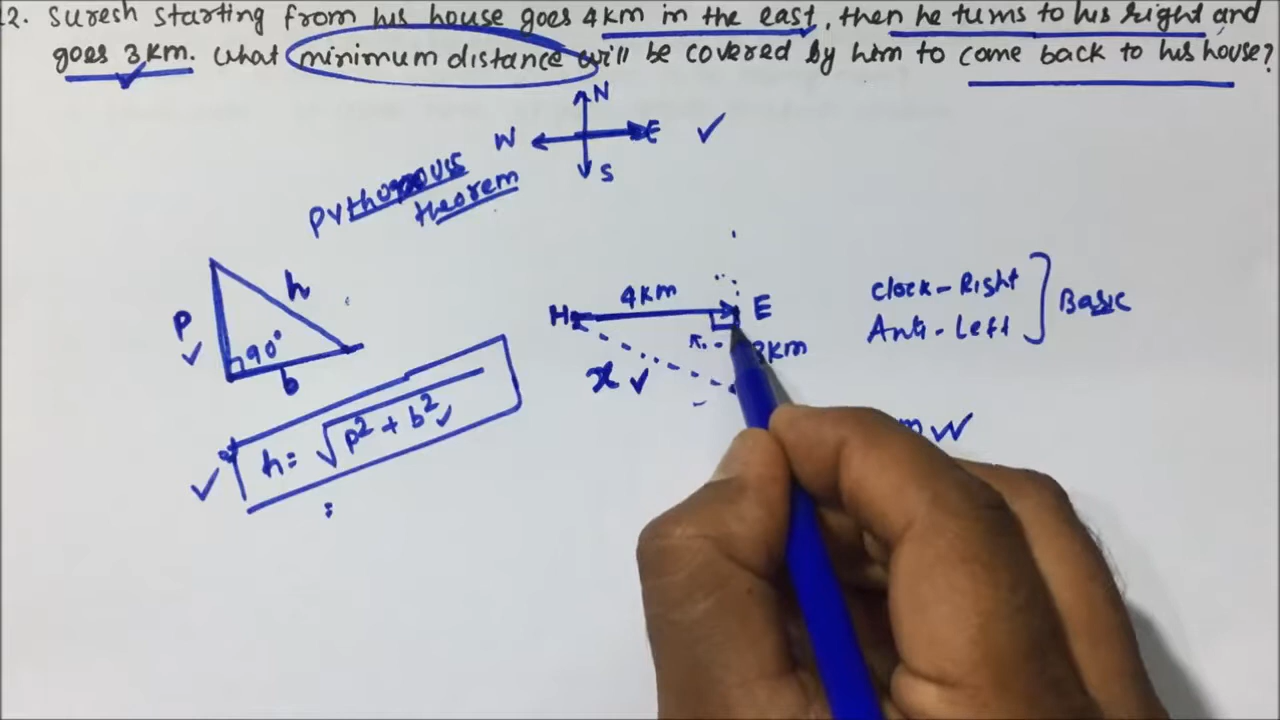 12. Suresh starting from his house goes 4km in the east, then he turns to his right and
goes 3km. What minimum distance will be covered by him to come back to his house?
N
W E
S
Pythagorous
theorem
h
P
90°
b
h = √p² + b²
4km
H E
3km
x
Clock - Right
Anti - Left
Basic